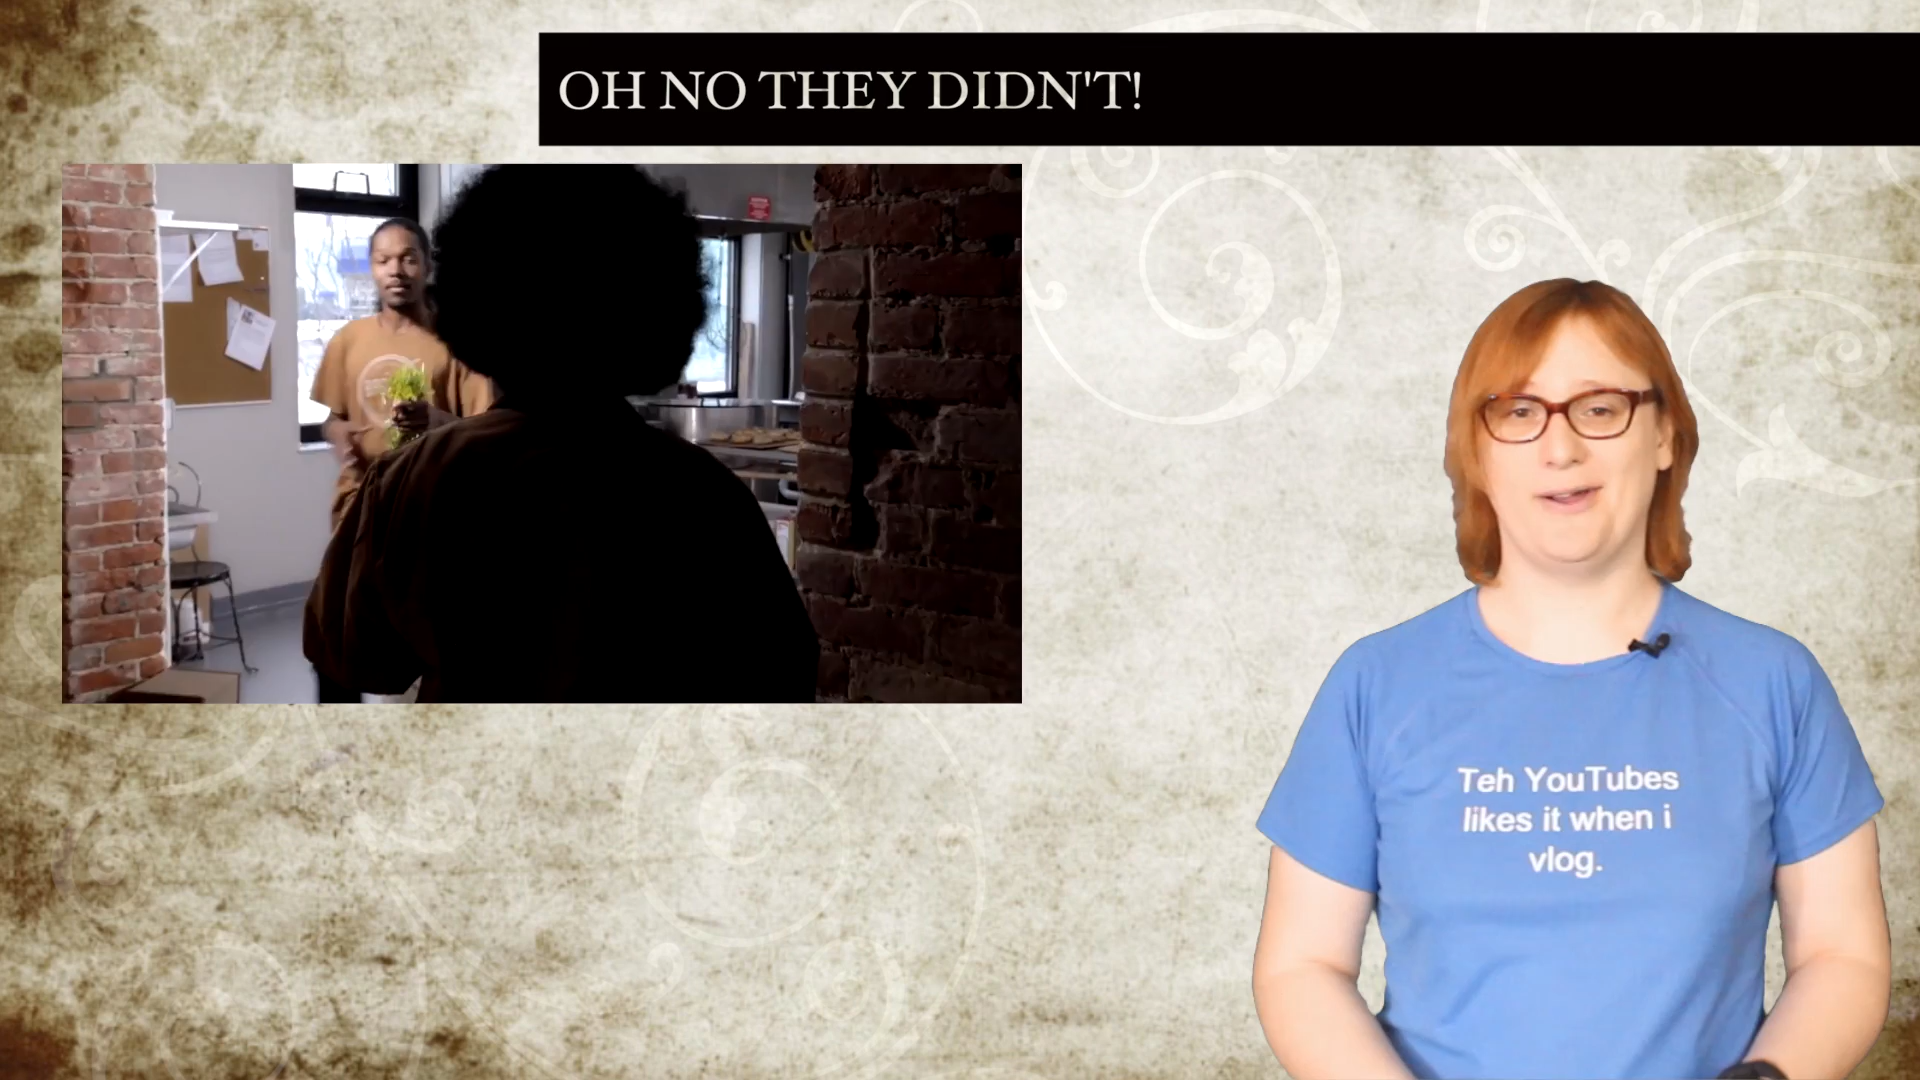 OH NO THEY DIDN'T!
Teh YouTubes
likes it when i
vlog.